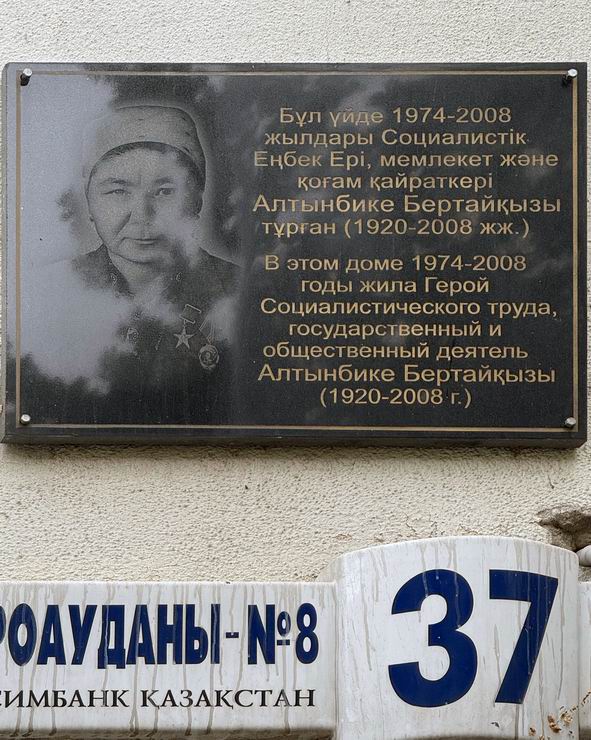 Бұл үйде 1974-2008
жылдары Социалистік
Еңбек Ері, мемлекет және
қоғам қайраткері
Алтынбике Бертайқызы
тұрған (1920-2008 жж.)
В этом доме 1974-2008
годы жила Герой
Социалистического труда,
государственный и
общественный деятель
Алтынбике Бертайқызы
(1920-2008 г.)
РОАУДАНЫ-№8
37
СИМБАНК ҚАЗАҚСТАН